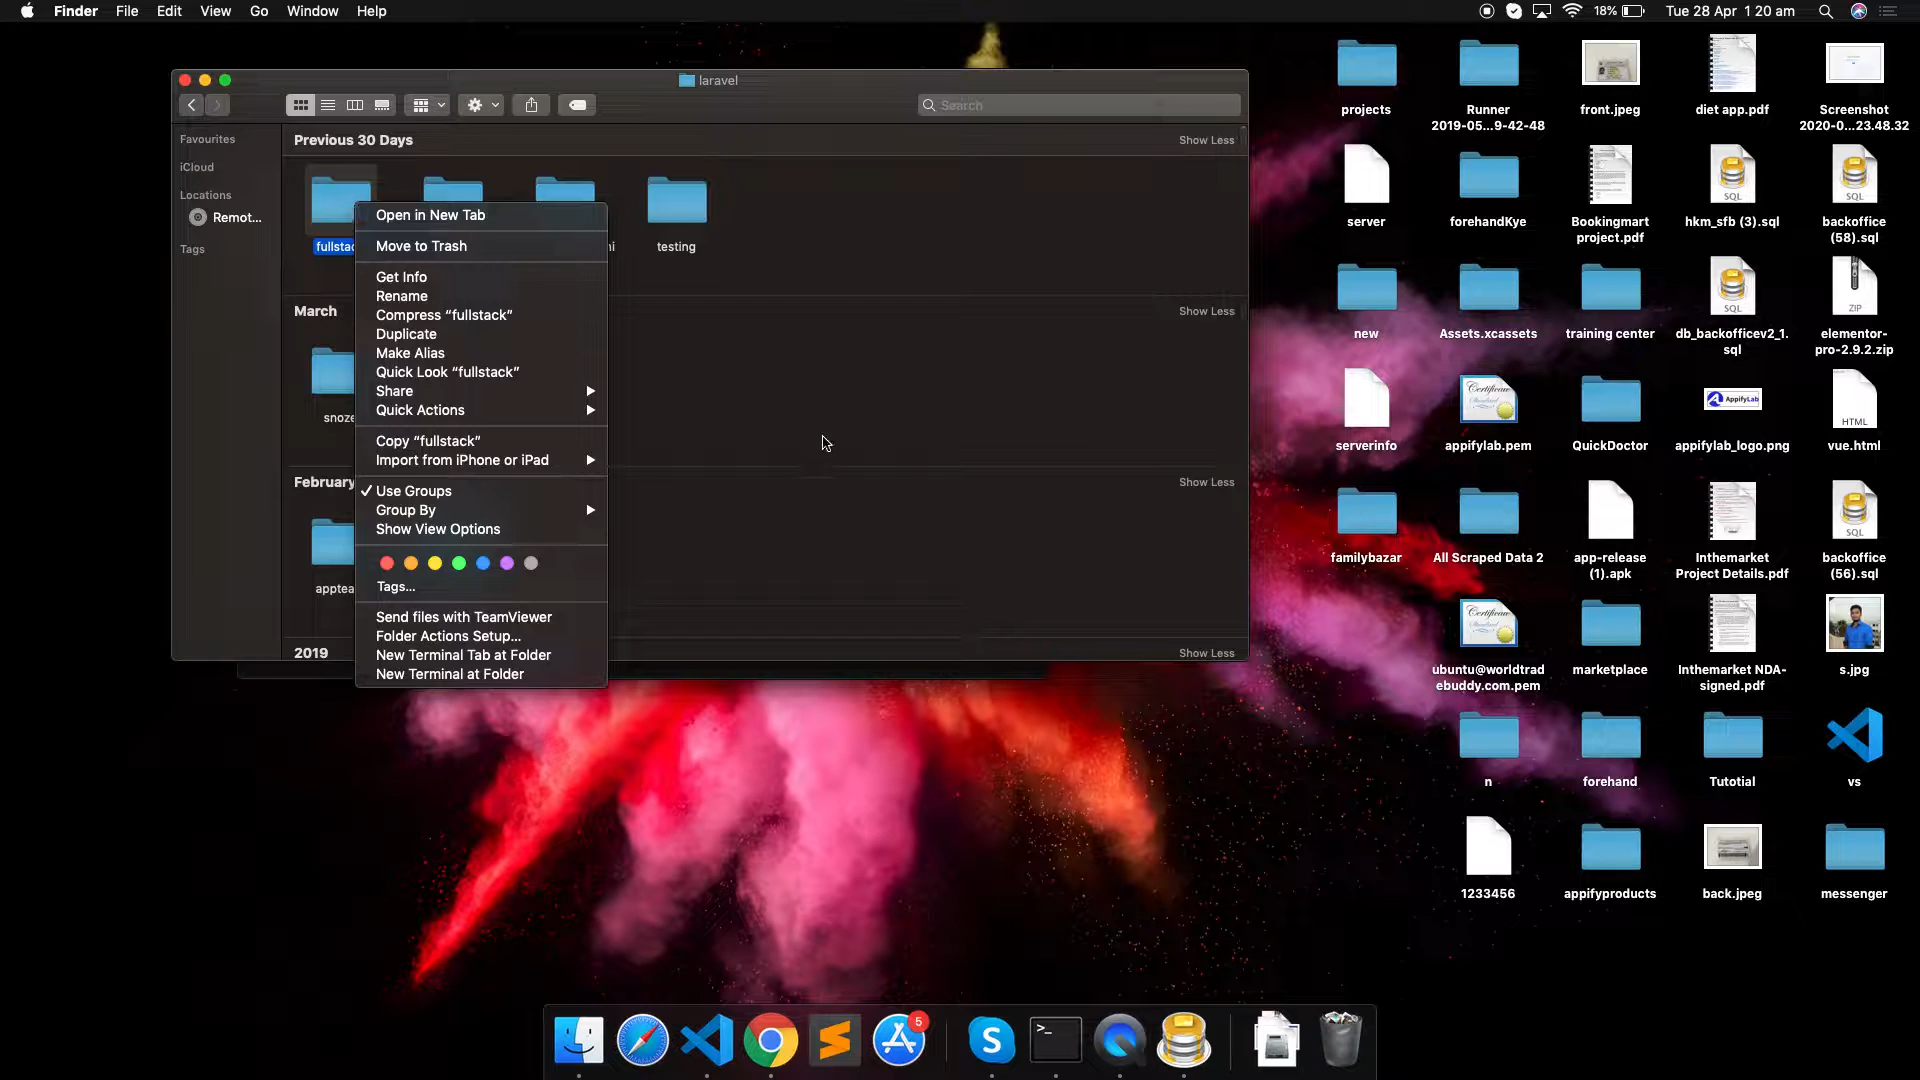 Finder File Edit View Go Window Help
18% Tue 28 Apr 1 20 am
laravel
Search
Favourites
iCloud
Locations
Remot...
Tags
Previous 30 Days
Show Less
testing
March
Show Less
February
Show Less
2019
Show Less
Open in New Tab
Move to Trash
Get Info
Rename
Compress “fullstack”
Duplicate
Make Alias
Quick Look “fullstack”
Share
Quick Actions
Copy “fullstack”
Import from iPhone or iPad
Use Groups
Group By
Show View Options
Tags...
Send files with TeamViewer
Folder Actions Setup...
New Terminal Tab at Folder
New Terminal at Folder
projects
Runner
2019-05...9-42-48
front.jpeg
diet app.pdf
Screenshot
2020-0...23.48.32
server
forehandKye
Bookingmart
project.pdf
SQL
hkm_sfb (3).sql
SQL
backoffice
(58).sql
new
Assets.xcassets
training center
SQL
db_backofficev2_1.
sql
ZIP
elementor-
pro-2.9.2.zip
serverinfo
appifylab.pem
QuickDoctor
AppifyLab
appifylab_logo.png
HTML
vue.html
familybazar
All Scraped Data 2
app-release
(1).apk
Inthemarket
Project Details.pdf
SQL
backoffice
(56).sql
ubuntu@worldtrad
ebuddy.com.pem
marketplace
Inthemarket NDA-
signed.pdf
s.jpg
n
forehand
Tutotial
vs
1233456
appifyproducts
back.jpeg
messenger
5